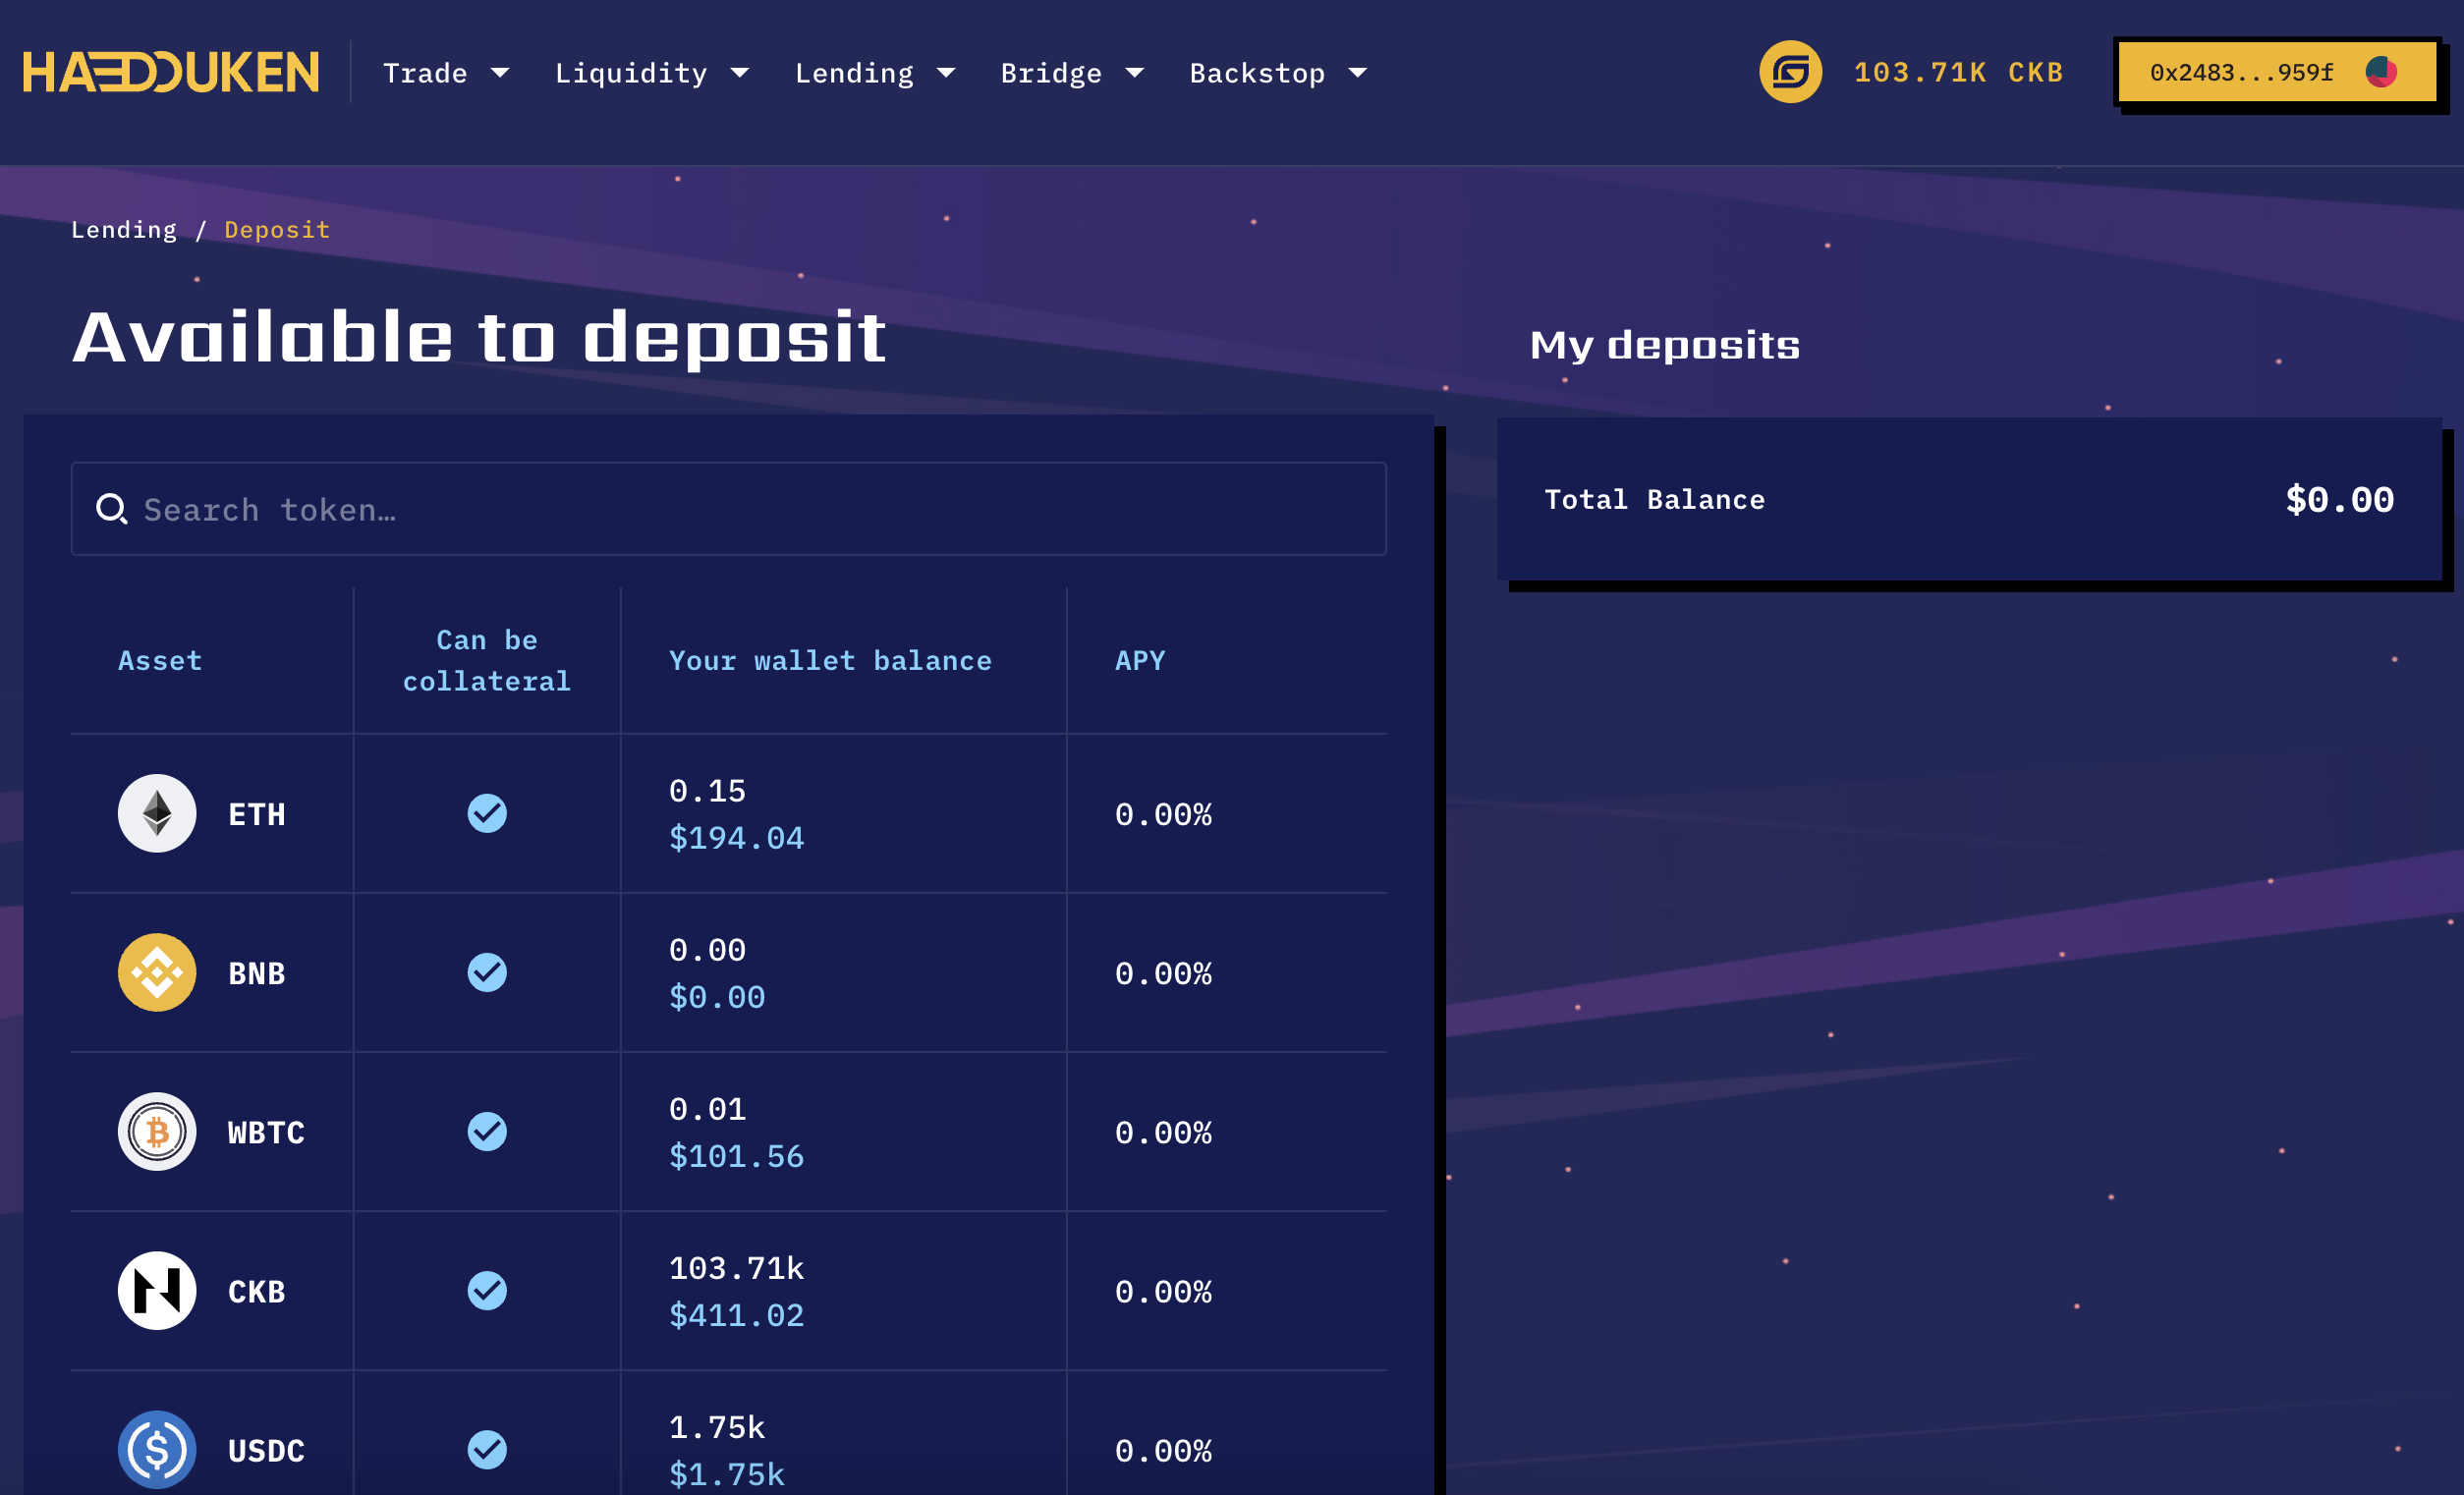 HADOUKEN
Trade
Liquidity
Lending
Bridge
Backstop
103.71K CKB
0x2483...959f
Lending / Deposit
Available to deposit
My deposits
Search token…
Total Balance
$0.00
Asset
Can be
collateral
Your wallet balance
APY
ETH
0.15
$194.04
0.00%
BNB
0.00
$0.00
0.00%
WBTC
0.01
$101.56
0.00%
CKB
103.71k
$411.02
0.00%
USDC
1.75k
$1.75k
0.00%